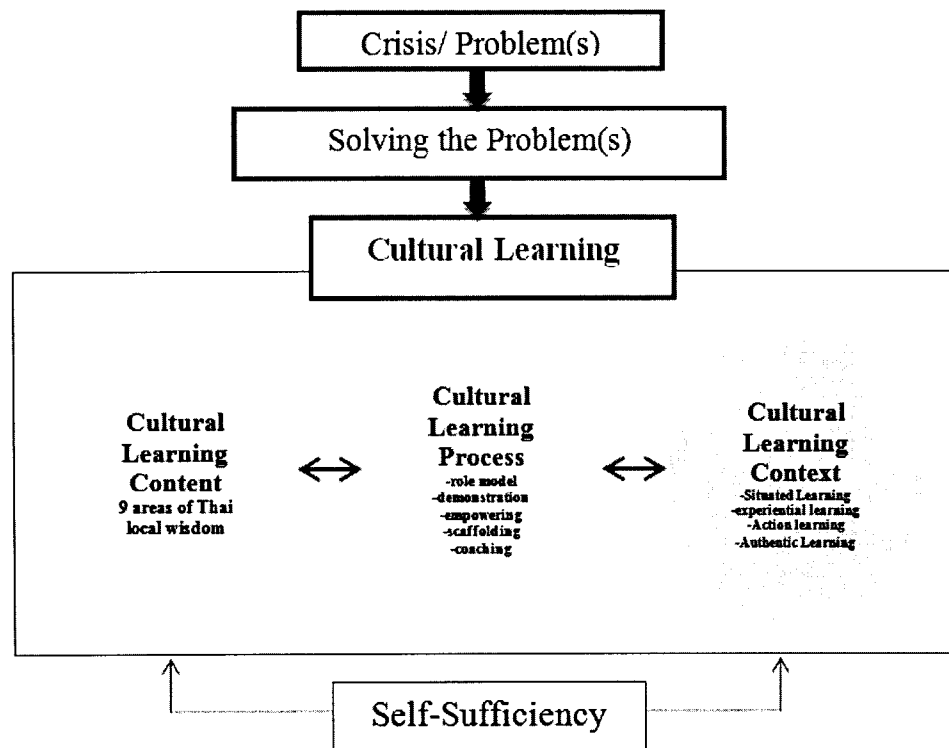 Crisis/ Problem(s)
Solving the Problem(s)
Cultural Learning
Cultural
Learning
Content
9 areas of Thai
local wisdom
Cultural
Learning
Process
-role model
-demonstration
-empowering
-scaffolding
-coaching
Cultural
Learning
Context
-Situated Learning
-experiential learning
-Action learning
-Authentic Learning
Self-Sufficiency